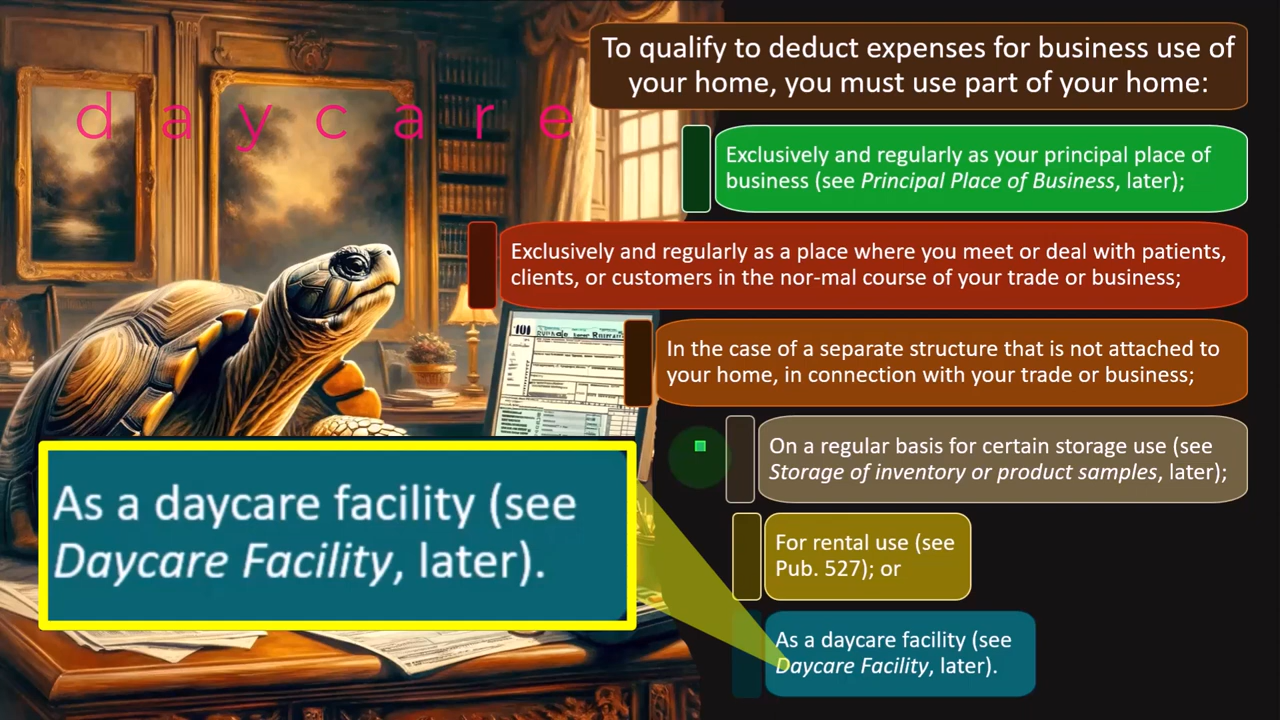 To qualify to deduct expenses for business use of
your home, you must use part of your home:
d a y c a r e
Exclusively and regularly as your principal place of
business (see Principal Place of Business, later);
Exclusively and regularly as a place where you meet or deal with patients,
clients, or customers in the nor-mal course of your trade or business;
In the case of a separate structure that is not attached to
your home, in connection with your trade or business;
On a regular basis for certain storage use (see
Storage of inventory or product samples, later);
For rental use (see
Pub. 527); or
As a daycare facility (see
Daycare Facility, later).
As a daycare facility (see
Daycare Facility, later).